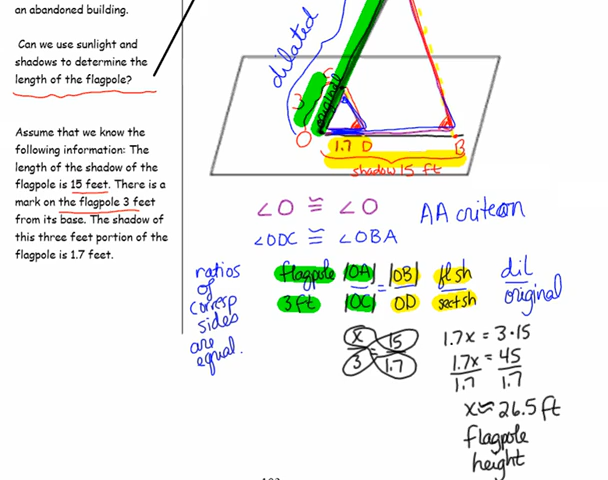 an abandoned building.
Can we use sunlight and
shadows to determine the
length of the flagpole?
Assume that we know the
following information: The
length of the shadow of the
flagpole is 15 feet. There is a
mark on the flagpole 3 feet
from its base. The shadow of
this three feet portion of the
flagpole is 1.7 feet.
dilated
original
3
C
O
1.7 D
B
shadow 15 ft
∠O ≅ ∠O
AA criteon
∠ODC ≅ ∠OBA
ratios
of
corresp
sides
are
equal.
flagpole |OA| = |OB| fl sh dil
3 ft |OC| OD sect sh original
x/3 = 15/1.7
1.7x = 3·15
1.7x = 45
1.7 1.7
x ≈ 26.5 ft
flagpole
height